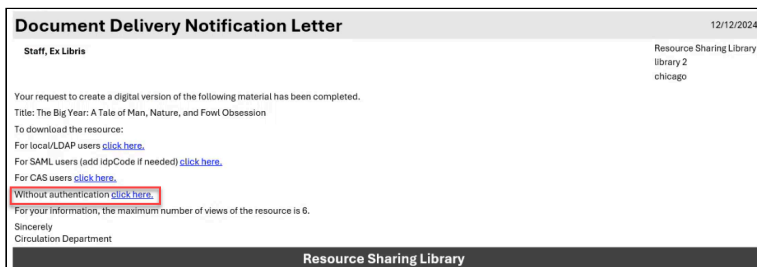 Document Delivery Notification Letter
12/12/2024
Staff, Ex Libris
Resource Sharing Library
library 2
chicago
Your request to create a digital version of the following material has been completed.
Title: The Big Year: A Tale of Man, Nature, and Fowl Obsession
To download the resource:
For local/LDAP users click here.
For SAML users (add idpCode if needed) click here.
For CAS users click here.
Without authentication click here.
For your information, the maximum number of views of the resource is 6.
Sincerely
Circulation Department
Resource Sharing Library